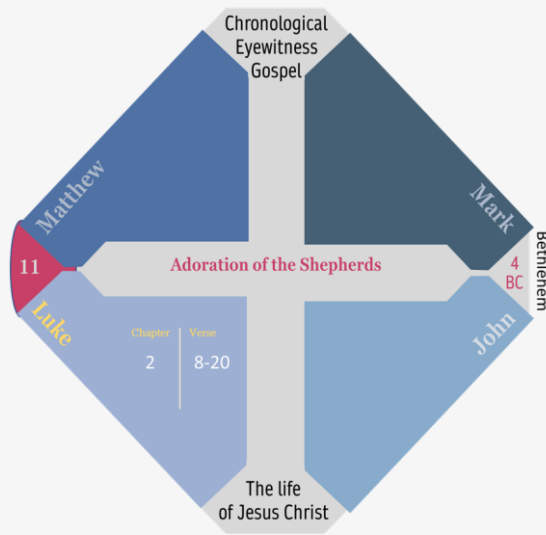 Chronological
Eyewitness
Gospel
Matthew
Mark
11
Adoration of the Shepherds
4
BC
Bethlehem
Luke
John
Chapter
Verse
2
8-20
The life
of Jesus Christ